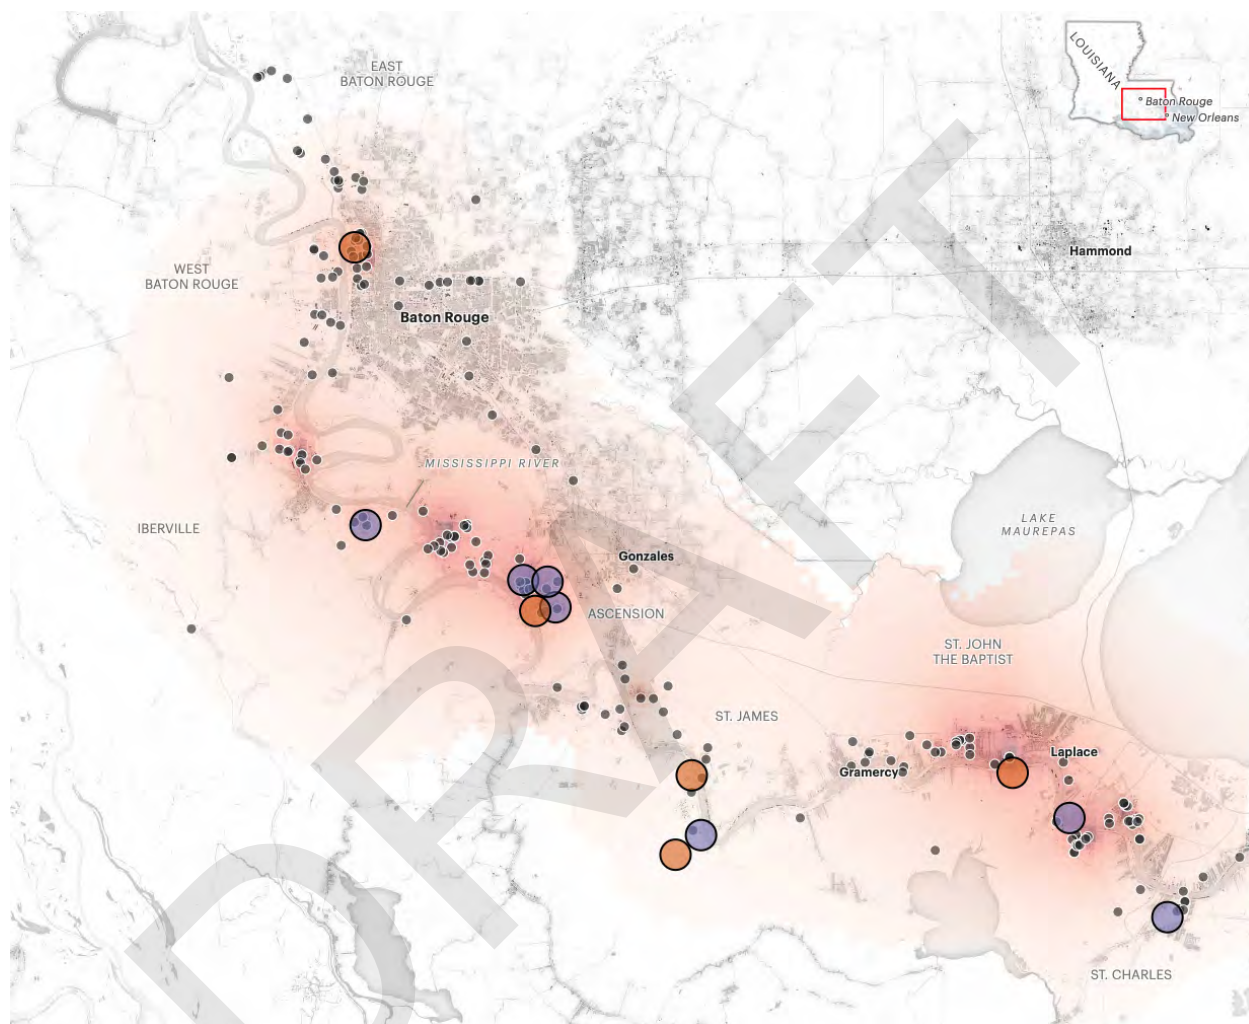 EAST
BATON ROUGE
LOUISIANA
Baton Rouge
New Orleans
Hammond
WEST
BATON ROUGE
Baton Rouge
MISSISSIPPI RIVER
IBERVILLE
LAKE
MAUREPAS
Gonzales
ASCENSION
ST. JOHN
THE BAPTIST
ST. JAMES
Laplace
Gramercy
ST. CHARLES
DRAFT